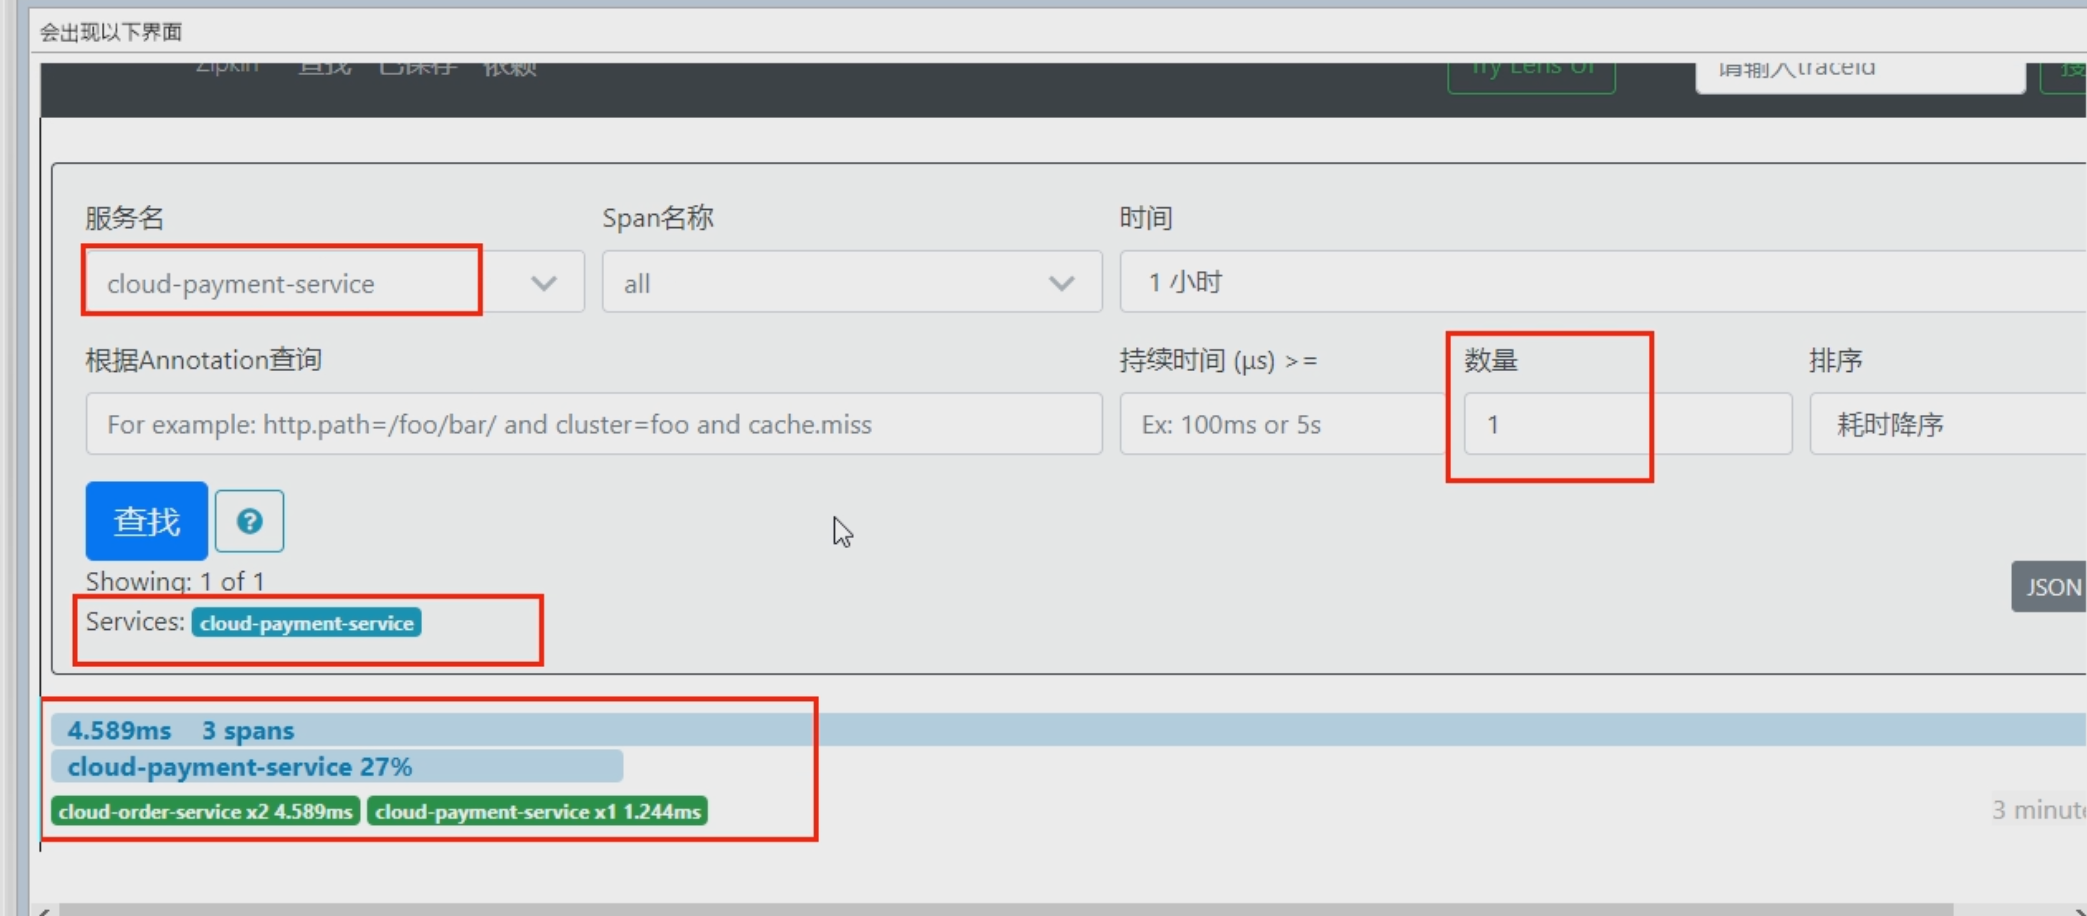 会出现以下界面
Zipkin 查找 已保存 依赖 Try Lens UI 请输入traceid
服务名 Span名称 时间
cloud-payment-service all 1 小时
根据Annotation查询 持续时间 (μs) >= 数量 排序
For example: http.path=/foo/bar/ and cluster=foo and cache.miss Ex: 100ms or 5s 1 耗时降序
查找 ?
Showing: 1 of 1
JSON
Services: cloud-payment-service
4.589ms 3 spans
cloud-payment-service 27%
cloud-order-service x2 4.589ms cloud-payment-service x1 1.244ms
3 minut